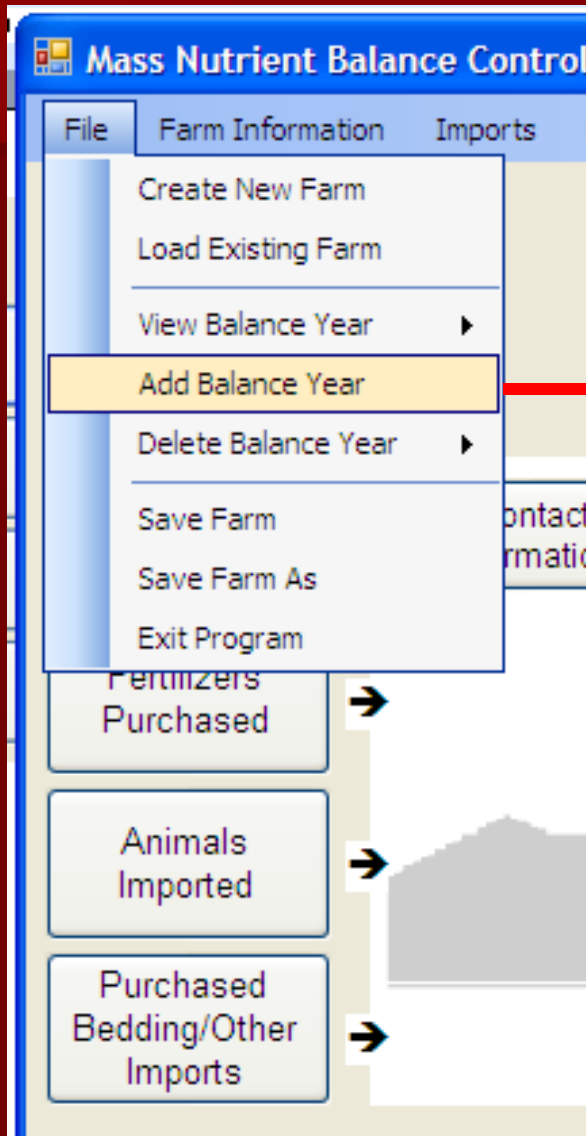 Mass Nutrient Balance Control
File Farm Information Imports
Create New Farm
Load Existing Farm
View Balance Year
Add Balance Year
Delete Balance Year
Save Farm
Save Farm As
Exit Program
Fertilizers
Purchased
Animals
Imported
Purchased
Bedding/Other
Imports